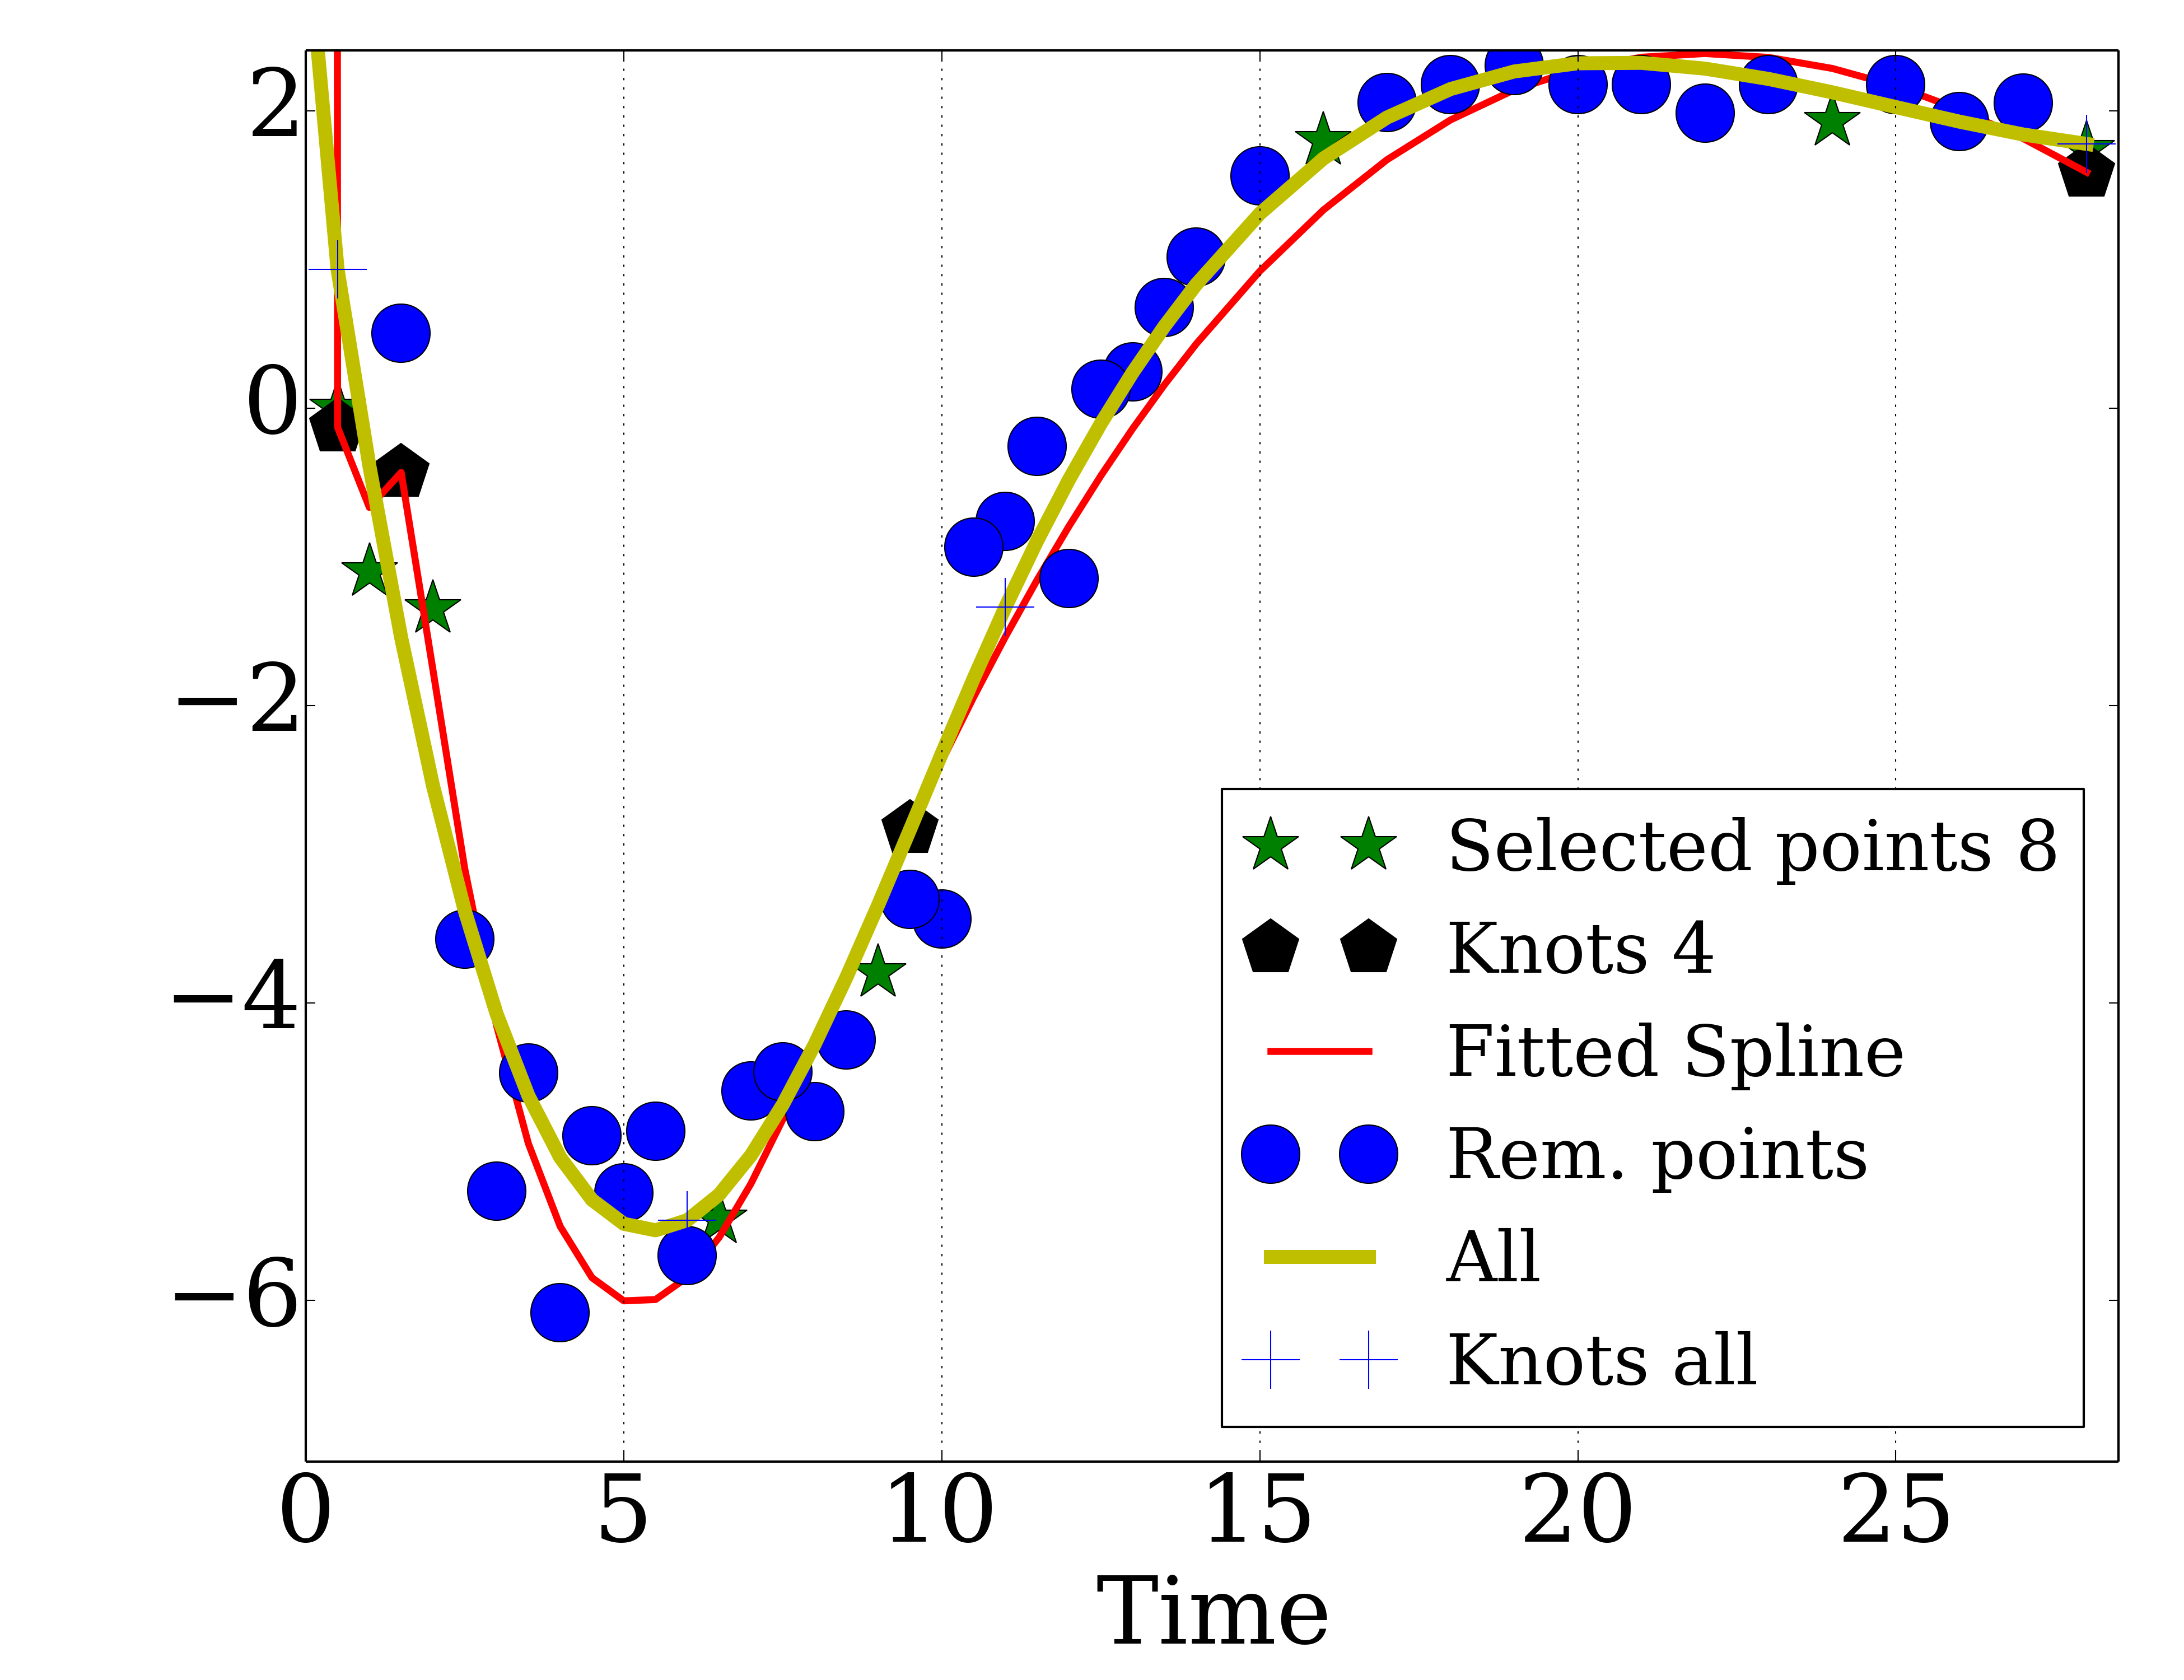 2
0
−2
−4
−6
0 5 10 15 20 25
Time
Selected points 8
Knots 4
Fitted Spline
Rem. points
All
Knots all